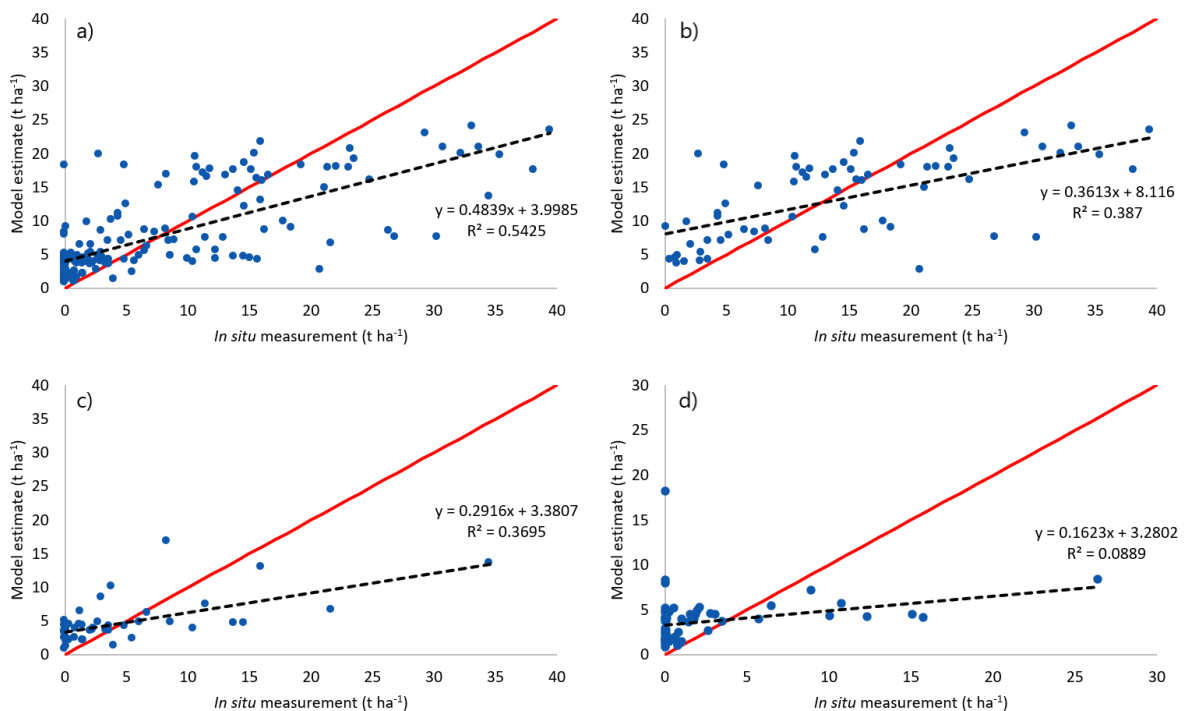 a)
Model estimate (t ha⁻¹)
40
35
30
25
20
15
10
5
0
y = 0.4839x + 3.9985
R² = 0.5425
0 5 10 15 20 25 30 35 40
In situ measurement (t ha⁻¹)
b)
Model estimate (t ha⁻¹)
40
35
30
25
20
15
10
5
0
y = 0.3613x + 8.116
R² = 0.387
0 5 10 15 20 25 30 35 40
In situ measurement (t ha⁻¹)
c)
Model estimate (t ha⁻¹)
40
35
30
25
20
15
10
5
0
y = 0.2916x + 3.3807
R² = 0.3695
0 5 10 15 20 25 30 35 40
In situ measurement (t ha⁻¹)
d)
Model estimate (t ha⁻¹)
30
25
20
15
10
5
0
y = 0.1623x + 3.2802
R² = 0.0889
0 5 10 15 20 25 30
In situ measurement (t ha⁻¹)